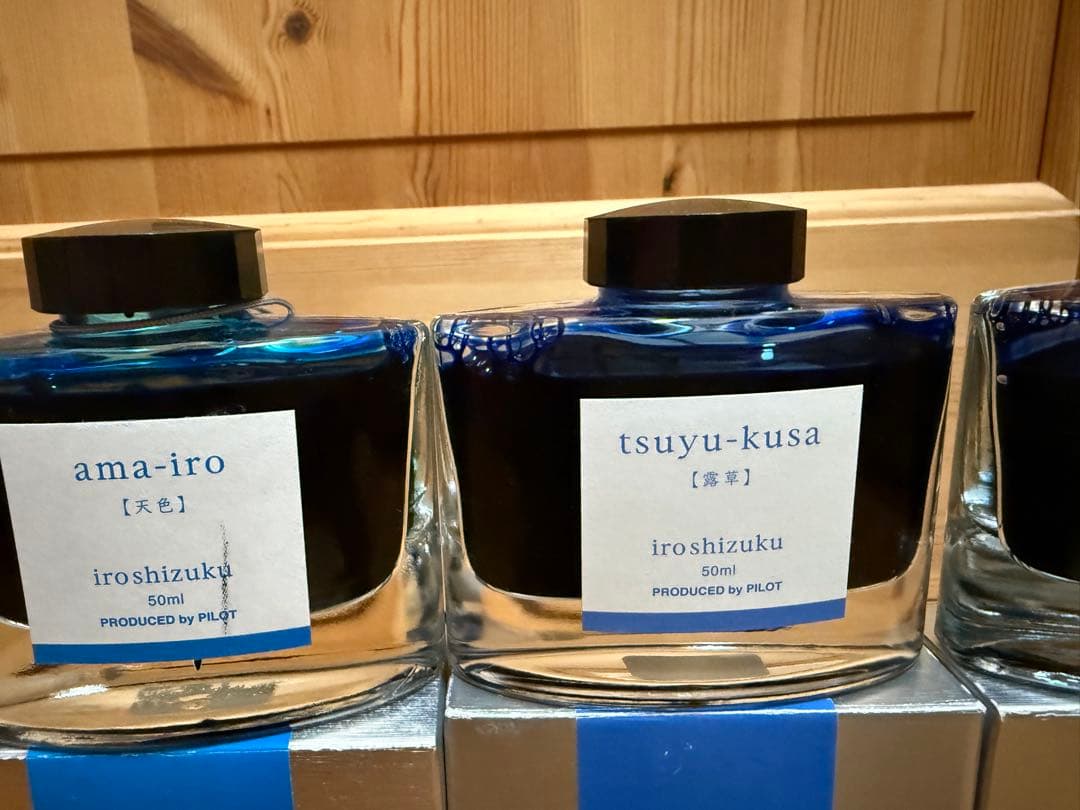 ama-iro
【天色】
iroshizuku
50ml
PRODUCED by PILOT
tsuyu-kusa
【露草】
iroshizuku
50ml
PRODUCED by PILOT